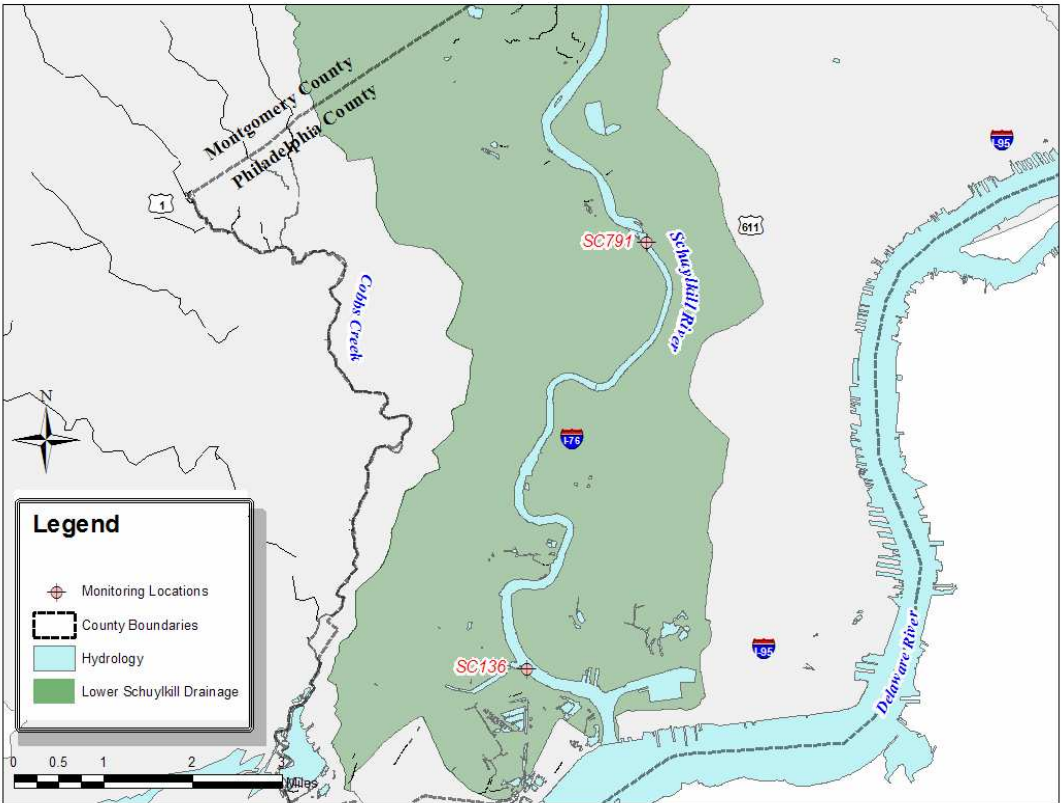 Montgomery County
Philadelphia County
I-95
1
611
SC791
Schuylkill River
Cobbs Creek
N
I-76
Legend
Monitoring Locations
County Boundaries
Hydrology
Lower Schuylkill Drainage
SC136
I-95
Delaware River
0 0.5 1 2 3
Miles